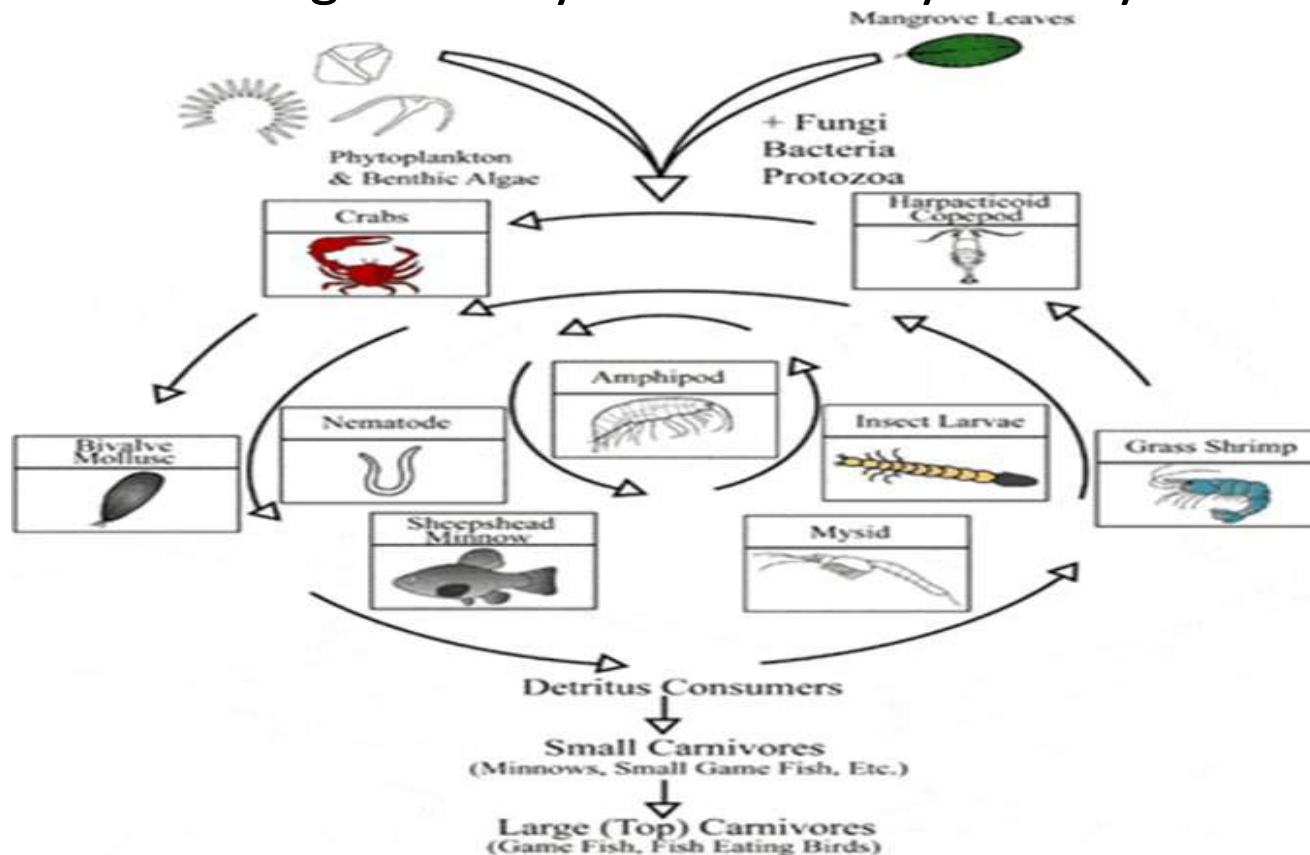 Mangrove Leaves
+ Fungi
Bacteria
Protozoa
Phytoplankton
& Benthic Algae
Crabs
Harpacticoid
Copepod
Amphipod
Nematode
Insect Larvae
Bivalve
Mollusc
Grass Shrimp
Sheepshead
Minnow
Mysid
Detritus Consumers
Small Carnivores
(Minnows, Small Game Fish, Etc.)
Large (Top) Carnivores
(Game Fish, Fish Eating Birds)